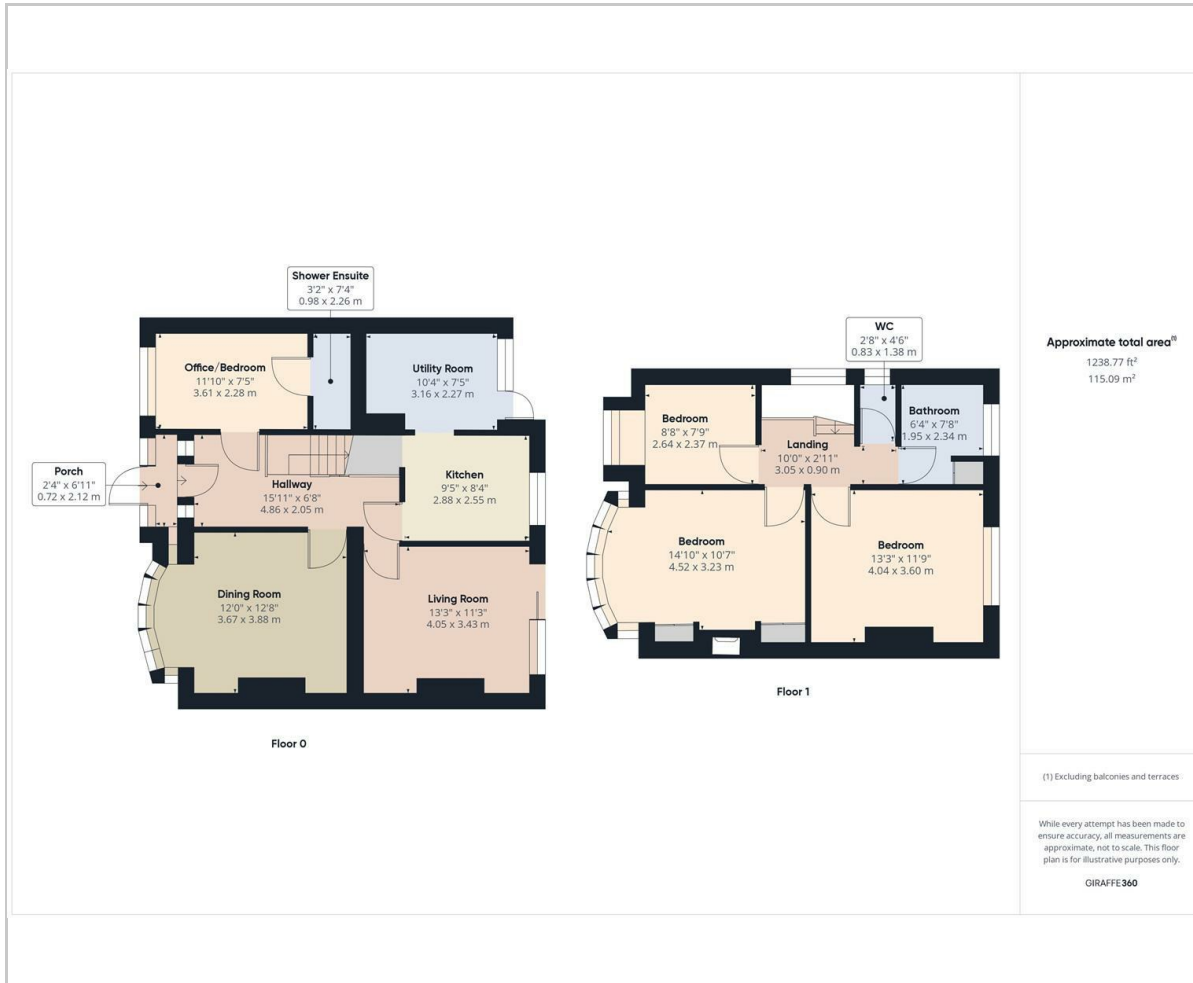 Shower Ensuite
3'2" x 7'4"
0.98 x 2.26 m
Office/Bedroom
11'10" x 7'5"
3.61 x 2.28 m
Utility Room
10'4" x 7'5"
3.16 x 2.27 m
Porch
2'4" x 6'11"
0.72 x 2.12 m
Hallway
15'11" x 6'8"
4.86 x 2.05 m
Kitchen
9'5" x 8'4"
2.88 x 2.55 m
Dining Room
12'0" x 12'8"
3.67 x 3.88 m
Living Room
13'3" x 11'3"
4.05 x 3.43 m
Floor 0
WC
2'8" x 4'6"
0.83 x 1.38 m
Bedroom
8'8" x 7'9"
2.64 x 2.37 m
Landing
10'0" x 2'11"
3.05 x 0.90 m
Bathroom
6'4" x 7'8"
1.95 x 2.34 m
Bedroom
14'10" x 10'7"
4.52 x 3.23 m
Bedroom
13'3" x 11'9"
4.04 x 3.60 m
Floor 1
Approximate total area(1)
1238.77 ft²
115.09 m²
(1) Excluding balconies and terraces
While every attempt has been made to
ensure accuracy, all measurements are
approximate, not to scale. This floor
plan is for illustrative purposes only.
GIRAFFE360